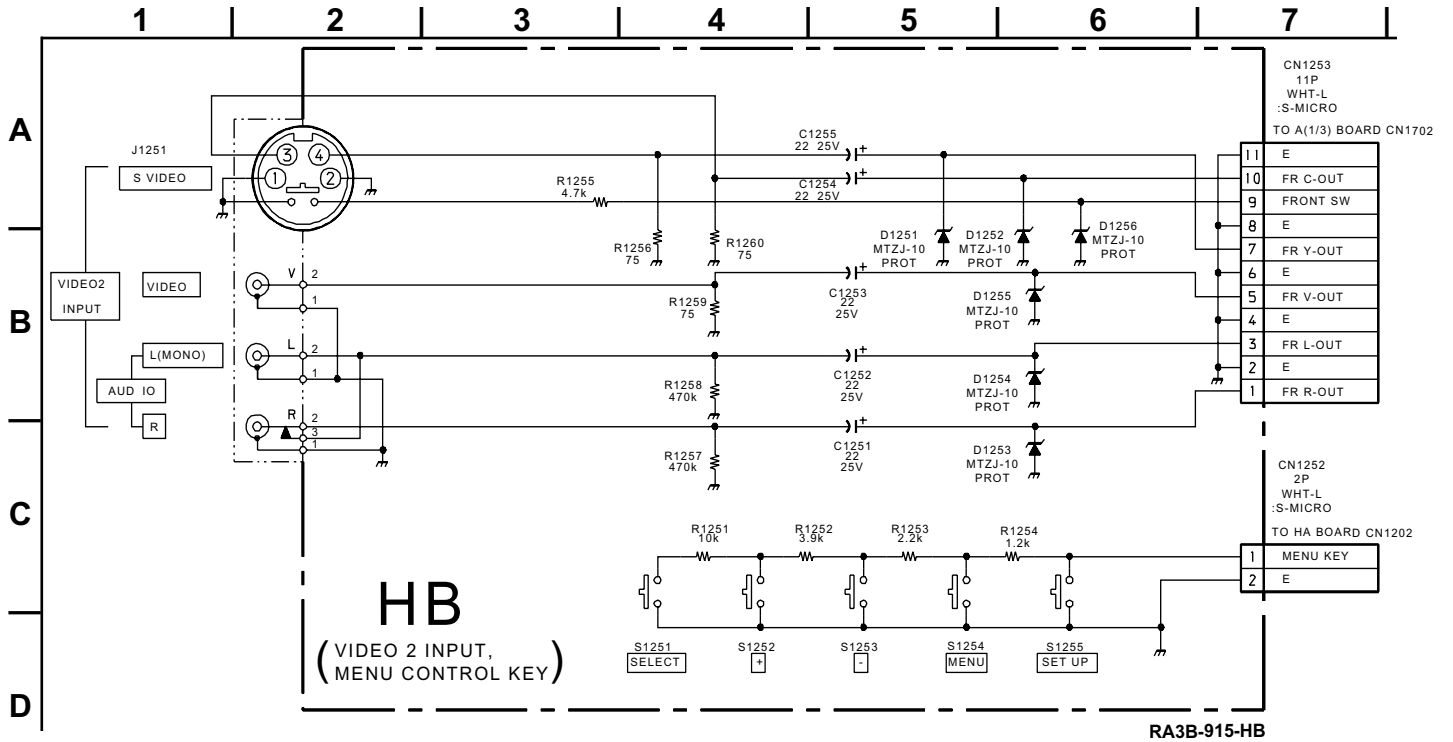 1 2 3 4 5 6 7
A
B
C
D
CN1253
11P
WHT-L
:S-MICRO
TO A(1/3) BOARD CN1702
11 E
10 FR C-OUT
9 FRONT SW
8 E
7 FR Y-OUT
6 E
5 FR V-OUT
4 E
3 FR L-OUT
2 E
1 FR R-OUT
J1251
S VIDEO
3 4
1 2
VIDEO2
INPUT
VIDEO
L(MONO)
AUD IO
R
V 2
1
L 2
1
R 2
3
1
R1255
4.7k
C1255
22 25V
+
C1254
22 25V
+
R1256
75
R1260
75
D1251
MTZJ-10
PROT
D1252
MTZJ-10
PROT
D1256
MTZJ-10
PROT
R1259
75
C1253
22
25V
+
D1255
MTZJ-10
PROT
R1258
470k
C1252
22
25V
+
D1254
MTZJ-10
PROT
R1257
470k
C1251
22
25V
+
D1253
MTZJ-10
PROT
CN1252
2P
WHT-L
:S-MICRO
TO HA BOARD CN1202
1 MENU KEY
2 E
R1251
10k
R1252
3.9k
R1253
2.2k
R1254
1.2k
HB
(VIDEO 2 INPUT,
MENU CONTROL KEY)
S1251
SELECT
S1252
+
S1253
-
S1254
MENU
S1255
SET UP
RA3B-915-HB